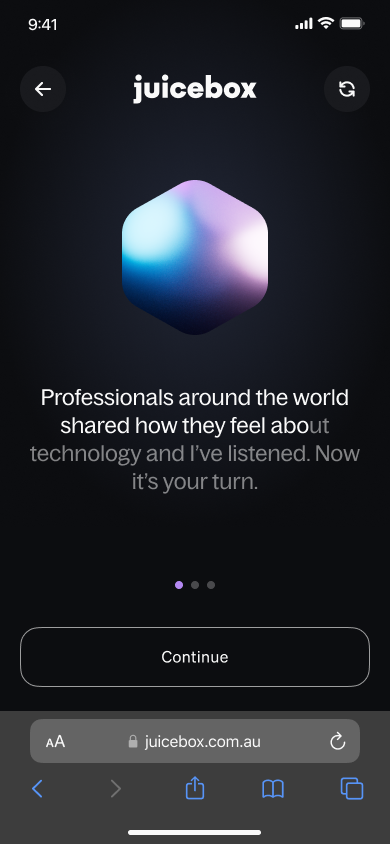 9:41
juicebox
Professionals around the world
shared how they feel about
technology and I've listened. Now
it's your turn.
Continue
AA
juicebox.com.au